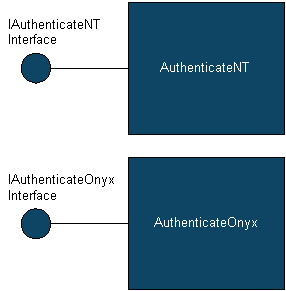 IAuthenticateNT
Interface
AuthenticateNT
IAuthenticateOnyx
Interface
AuthenticateOnyx